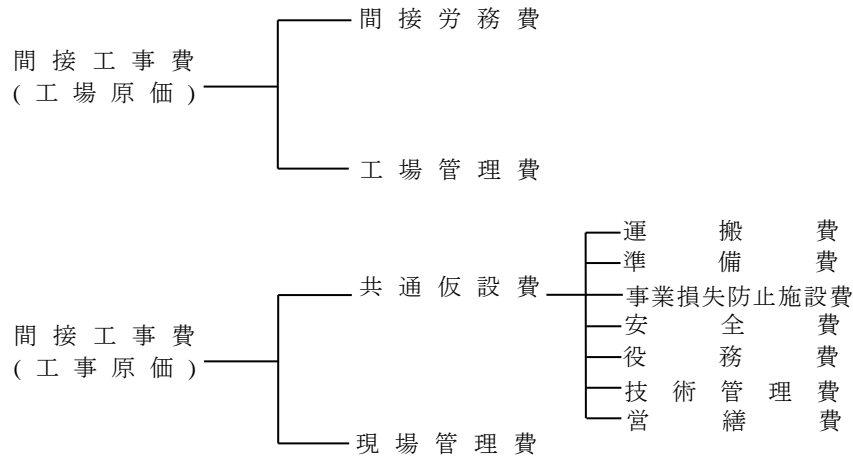 間接労務費
間接工事費
(工場原価)
工場管理費
運搬費
準備費
共通仮設費
事業損失防止施設費
安全費
間接工事費
(工事原価)
役務費
技術管理費
営繕費
現場管理費